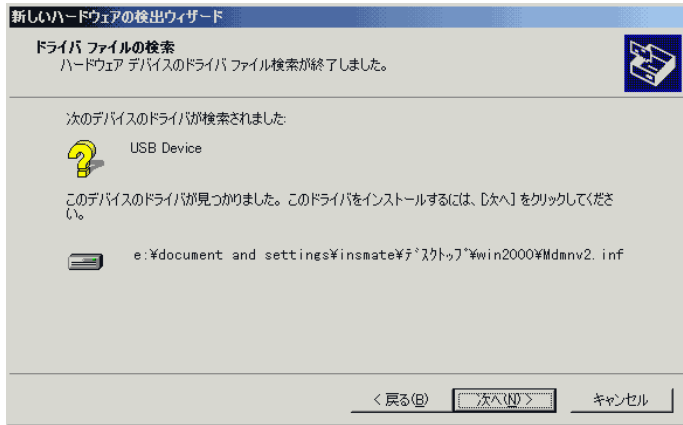 新しいハードウェアの検出ウィザード
ドライバ ファイルの検索
ハードウェア デバイスのドライバ ファイル検索が終了しました。
次のデバイスのドライバが検索されました:
USB Device
このデバイスのドライバが見つかりました。このドライバをインストールするには、[次へ] をクリックしてくださ
い。
e:¥document and settings¥insmate¥ﾃﾞｽｸﾄｯﾌﾟ¥win2000¥Mdmnv2.inf
< 戻る(B)
次へ(N) >
キャンセル